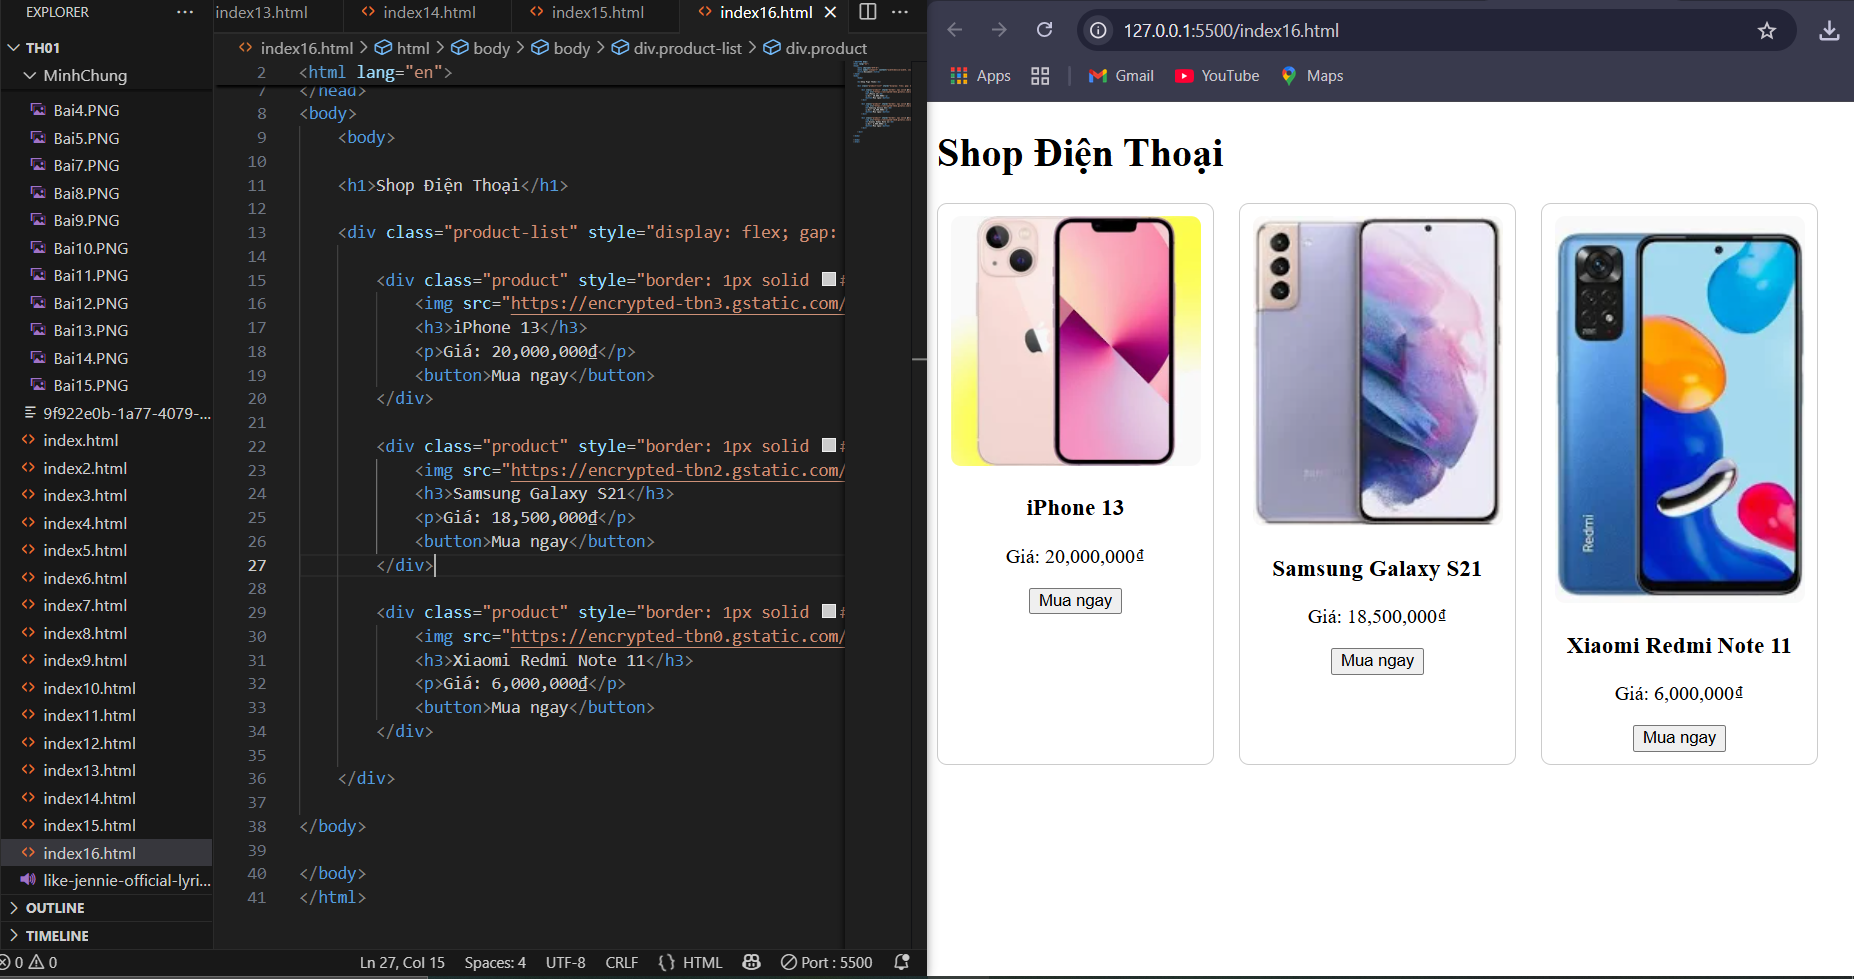 EXPLORER ···
TH01
MinhChung
Bai4.PNG
Bai5.PNG
Bai7.PNG
Bai8.PNG
Bai9.PNG
Bai10.PNG
Bai11.PNG
Bai12.PNG
Bai13.PNG
Bai14.PNG
Bai15.PNG
9f922e0b-1a77-4079-...
index.html
index2.html
index3.html
index4.html
index5.html
index6.html
index7.html
index8.html
index9.html
index10.html
index11.html
index12.html
index13.html
index14.html
index15.html
index16.html
like-jennie-official-lyri...
OUTLINE
TIMELINE
index13.html index14.html index15.html index16.html
index16.html > html > body > body > div.product-list > div.product
2 <html lang="en">
7 </head>
8 <body>
9 <body>
10
11 <h1>Shop Điện Thoại</h1>
12
13 <div class="product-list" style="display: flex; gap:
14
15 <div class="product" style="border: 1px solid #
16 <img src="https://encrypted-tbn3.gstatic.com/
17 <h3>iPhone 13</h3>
18 <p>Giá: 20,000,000₫</p>
19 <button>Mua ngay</button>
20 </div>
21
22 <div class="product" style="border: 1px solid #
23 <img src="https://encrypted-tbn2.gstatic.com/
24 <h3>Samsung Galaxy S21</h3>
25 <p>Giá: 18,500,000₫</p>
26 <button>Mua ngay</button>
27 </div>
28
29 <div class="product" style="border: 1px solid #
30 <img src="https://encrypted-tbn0.gstatic.com/
31 <h3>Xiaomi Redmi Note 11</h3>
32 <p>Giá: 6,000,000₫</p>
33 <button>Mua ngay</button>
34 </div>
35
36 </div>
37
38 </body>
39
40 </body>
41 </html>
0 0 Ln 27, Col 15 Spaces: 4 UTF-8 CRLF {} HTML Port : 5500
127.0.0.1:5500/index16.html
Apps Gmail YouTube Maps
Shop Điện Thoại
iPhone 13
Giá: 20,000,000₫
Mua ngay
SAMSUNG
Samsung Galaxy S21
Giá: 18,500,000₫
Mua ngay
Redmi
Xiaomi Redmi Note 11
Giá: 6,000,000₫
Mua ngay